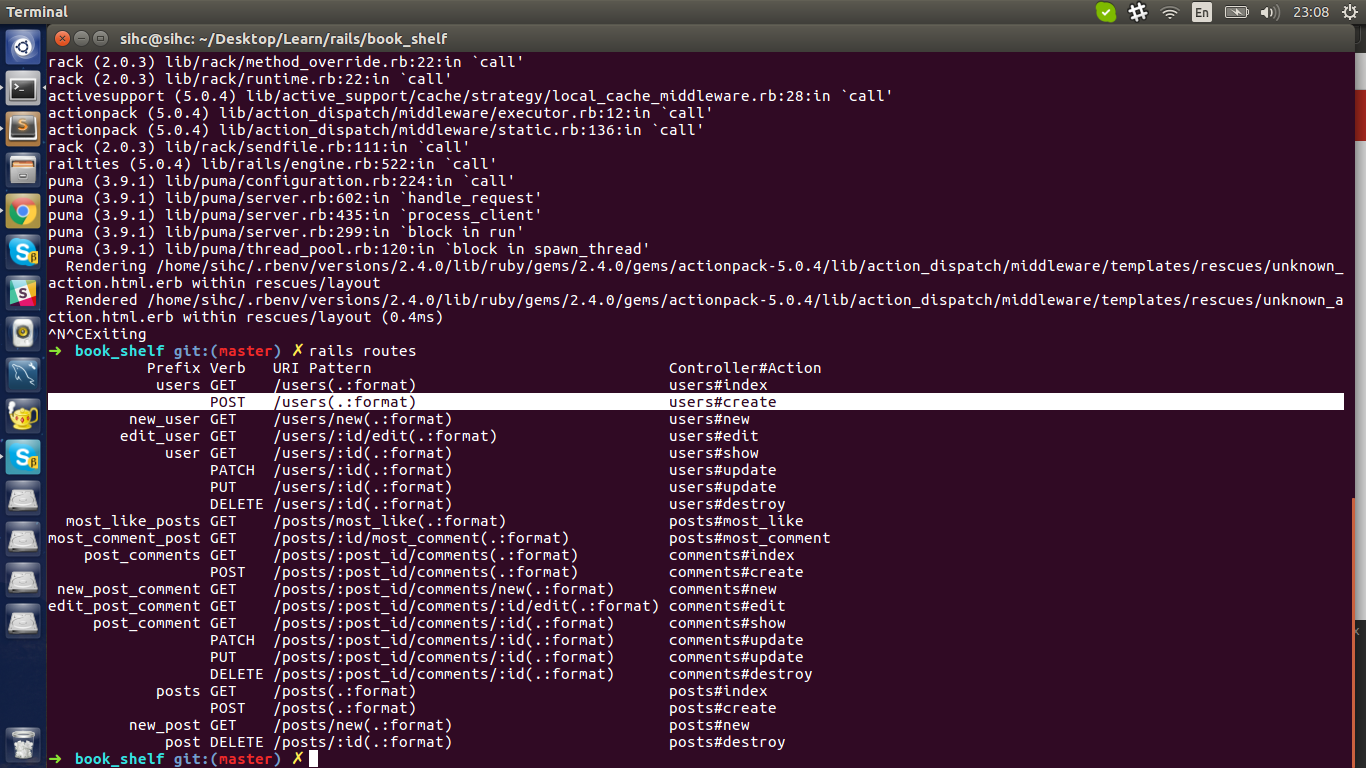 Terminal
En
23:08
sihc@sihc: ~/Desktop/Learn/rails/book_shelf
rack (2.0.3) lib/rack/method_override.rb:22:in `call'
rack (2.0.3) lib/rack/runtime.rb:22:in `call'
activesupport (5.0.4) lib/active_support/cache/strategy/local_cache_middleware.rb:28:in `call'
actionpack (5.0.4) lib/action_dispatch/middleware/executor.rb:12:in `call'
actionpack (5.0.4) lib/action_dispatch/middleware/static.rb:136:in `call'
rack (2.0.3) lib/rack/sendfile.rb:111:in `call'
railties (5.0.4) lib/rails/engine.rb:522:in `call'
puma (3.9.1) lib/puma/configuration.rb:224:in `call'
puma (3.9.1) lib/puma/server.rb:602:in `handle_request'
puma (3.9.1) lib/puma/server.rb:435:in `process_client'
puma (3.9.1) lib/puma/server.rb:299:in `block in run'
puma (3.9.1) lib/puma/thread_pool.rb:120:in `block in spawn_thread'
  Rendering /home/sihc/.rbenv/versions/2.4.0/lib/ruby/gems/2.4.0/gems/actionpack-5.0.4/lib/action_dispatch/middleware/templates/rescues/unknown_
action.html.erb within rescues/layout
  Rendered /home/sihc/.rbenv/versions/2.4.0/lib/ruby/gems/2.4.0/gems/actionpack-5.0.4/lib/action_dispatch/middleware/templates/rescues/unknown_a
ction.html.erb within rescues/layout (0.4ms)
^N^CExiting
➜  book_shelf git:(master) ✗ rails routes
           Prefix Verb   URI Pattern                                 Controller#Action
            users GET    /users(.:format)                            users#index
                  POST   /users(.:format)                            users#create
         new_user GET    /users/new(.:format)                        users#new
        edit_user GET    /users/:id/edit(.:format)                   users#edit
             user GET    /users/:id(.:format)                        users#show
                  PATCH  /users/:id(.:format)                        users#update
                  PUT    /users/:id(.:format)                        users#update
                  DELETE /users/:id(.:format)                        users#destroy
  most_like_posts GET    /posts/most_like(.:format)                  posts#most_like
most_comment_post GET    /posts/:id/most_comment(.:format)           posts#most_comment
    post_comments GET    /posts/:post_id/comments(.:format)          comments#index
                  POST   /posts/:post_id/comments(.:format)          comments#create
 new_post_comment GET    /posts/:post_id/comments/new(.:format)      comments#new
edit_post_comment GET    /posts/:post_id/comments/:id/edit(.:format) comments#edit
     post_comment GET    /posts/:post_id/comments/:id(.:format)      comments#show
                  PATCH  /posts/:post_id/comments/:id(.:format)      comments#update
                  PUT    /posts/:post_id/comments/:id(.:format)      comments#update
                  DELETE /posts/:post_id/comments/:id(.:format)      comments#destroy
            posts GET    /posts(.:format)                            posts#index
                  POST   /posts(.:format)                            posts#create
         new_post GET    /posts/new(.:format)                        posts#new
             post DELETE /posts/:id(.:format)                        posts#destroy
➜  book_shelf git:(master) ✗